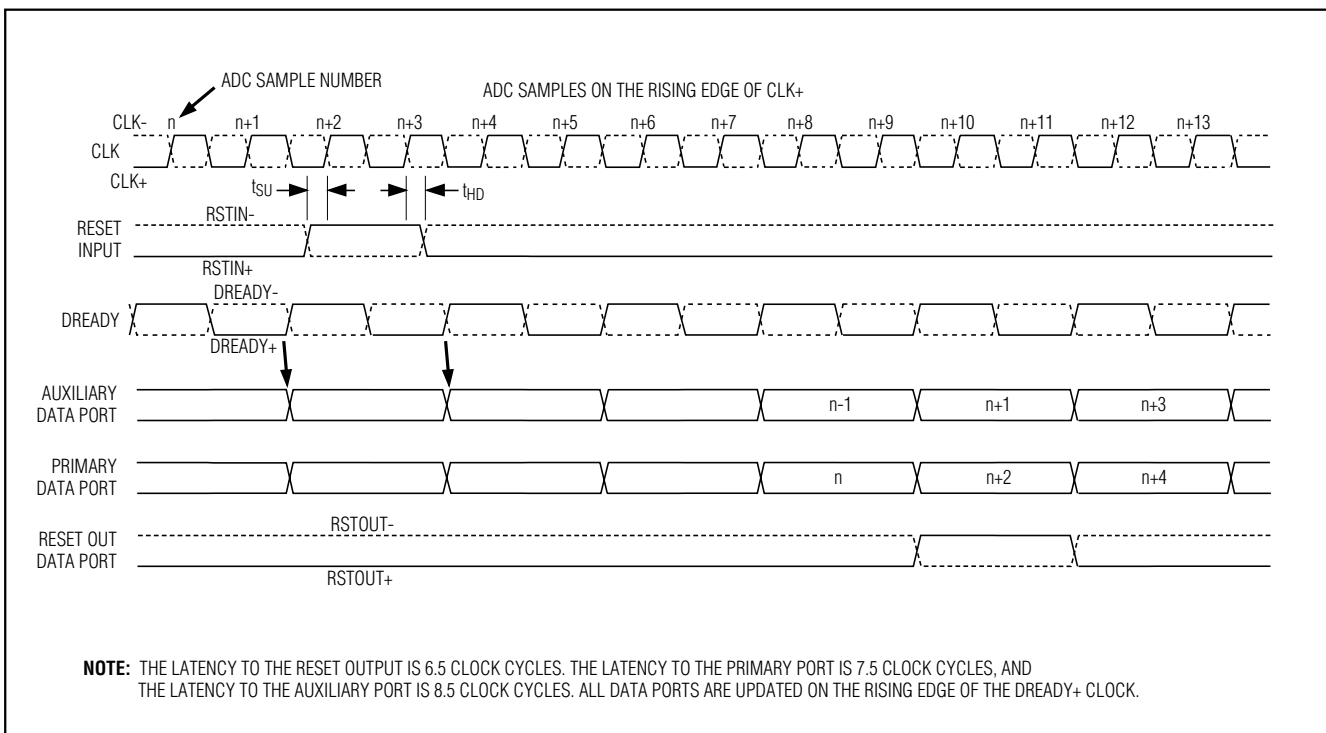 ADC SAMPLE NUMBER
ADC SAMPLES ON THE RISING EDGE OF CLK+
CLK- n n+1 n+2 n+3 n+4 n+5 n+6 n+7 n+8 n+9 n+10 n+11 n+12 n+13
CLK
CLK+
tSU tHD
RSTIN-
RESET
INPUT
RSTIN+
DREADY-
DREADY
DREADY+
AUXILIARY
DATA PORT
n-1 n+1 n+3
PRIMARY
DATA PORT
n n+2 n+4
RSTOUT-
RESET OUT
DATA PORT
RSTOUT+
NOTE: THE LATENCY TO THE RESET OUTPUT IS 6.5 CLOCK CYCLES. THE LATENCY TO THE PRIMARY PORT IS 7.5 CLOCK CYCLES, AND
THE LATENCY TO THE AUXILIARY PORT IS 8.5 CLOCK CYCLES. ALL DATA PORTS ARE UPDATED ON THE RISING EDGE OF THE DREADY+ CLOCK.